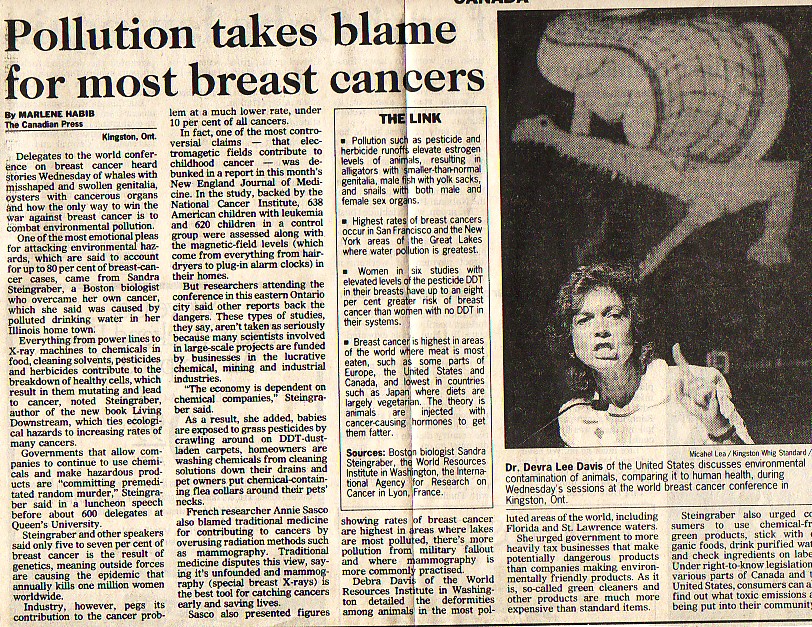 CANADA
Pollution takes blame
for most breast cancers
By MARLENE HABIB
The Canadian Press
Kingston, Ont.
Delegates to the world confer-
ence on breast cancer heard
stories Wednesday of whales with
misshaped and swollen genitalia,
oysters with cancerous organs
and how the only way to win the
war against breast cancer is to
combat environmental pollution.
One of the most emotional pleas
for attacking environmental haz-
ards, which are said to account
for up to 80 per cent of breast-can-
cer cases, came from Sandra
Steingraber, a Boston biologist
who overcame her own cancer,
which she said was caused by
polluted drinking water in her
Illinois home town.
Everything from power lines to
X-ray machines to chemicals in
food, cleaning solvents, pesticides
and herbicides contribute to the
breakdown of healthy cells, which
result in them mutating and lead
to cancer, noted Steingraber,
author of the new book Living
Downstream, which ties ecologi-
cal hazards to increasing rates of
many cancers.
Governments that allow com-
panies to continue to use chemi-
cals and make hazardous prod-
ucts are “committing premedi-
tated random murder,” Steingra-
ber said in a luncheon speech
before about 600 delegates at
Queen's University.
Steingraber and other speakers
said only five to seven per cent of
breast cancer is the result of
genetics, meaning outside forces
are causing the epidemic that
annually kills one million women
worldwide.
Industry, however, pegs its
contribution to the cancer prob-
lem at a much lower rate, under
10 per cent of all cancers.
In fact, one of the most contro-
versial claims — that elec-
tromagetic fields contribute to
childhood cancer — was de-
bunked in a report in this month's
New England Journal of Medi-
cine. In the study, backed by the
National Cancer Institute, 638
American children with leukemia
and 620 children in a control
group were assessed along with
the magnetic-field levels (which
come from everything from hair-
dryers to plug-in alarm clocks) in
their homes.
But researchers attending the
conference in this eastern Ontario
city said other reports back the
dangers. These types of studies,
they say, aren't taken as seriously
because many scientists involved
in large-scale projects are funded
by businesses in the lucrative
chemical, mining and industrial
industries.
“The economy is dependent on
chemical companies,” Steingra-
ber said.
As a result, she added, babies
are exposed to grass pesticides by
crawling around on DDT-dust-
laden carpets, homeowners are
washing chemicals from cleaning
solutions down their drains and
pet owners put chemical-contain-
ing flea collars around their pets'
necks.
French researcher Annie Sasco
also blamed traditional medicine
for contributing to cancers by
overusing radiation methods such
as mammography. Traditional
medicine disputes this view, say-
ing it's unfounded and mammog-
raphy (special breast X-rays) is
the best tool for catching cancers
early and saving lives.
Sasco also presented figures
THE LINK
■ Pollution such as pesticide and
herbicide runoffs elevate estrogen
levels of animals, resulting in
alligators with smaller-than-normal
genitalia, male fish with yolk sacks,
and snails with both male and
female sex organs.
■ Highest rates of breast cancers
occur in San Francisco and the New
York areas of the Great Lakes
where water pollution is greatest.
■ Women in six studies with
elevated levels of the pesticide DDT
in their breasts have up to an eight
per cent greater risk of breast
cancer than women with no DDT in
their systems.
■ Breast cancer is highest in areas
of the world where meat is most
eaten, such as some parts of
Europe, the United States and
Canada, and lowest in countries
such as Japan where diets are
largely vegetarian. The theory is
animals are injected with
cancer-causing hormones to get
them fatter.
Sources: Boston biologist Sandra
Steingraber, the World Resources
Institute in Washington, the Interna-
tional Agency for Research on
Cancer in Lyon, France.
showing rates of breast cancer
are highest in areas where lakes
are most polluted, there's more
pollution from military fallout
and where mammography is
more commonly practised.
Debra Davis of the World
Resources Institute in Washing-
ton detailed the deformities
among animals in the most pol-
Micahel Lea / Kingston Whig Standard /
Dr. Devra Lee Davis of the United States discusses environmental
contamination of animals, comparing it to human health, during
Wednesday's sessions at the world breast cancer conference in
Kingston, Ont.
luted areas of the world, including
Florida and St. Lawrence waters.
She urged government to more
heavily tax businesses that make
potentially dangerous products
than companies making environ-
mentally friendly products. As it
is, so-called green cleaners and
other products are much more
expensive than standard items.
Steingraber also urged co
sumers to use chemical-fr
green products, stick with
ganic foods, drink purified wat
and check ingredients on labe
Under right-to-know legislation
various parts of Canada and t
United States, consumers can a
find out what toxic emissions a
being put into their communit